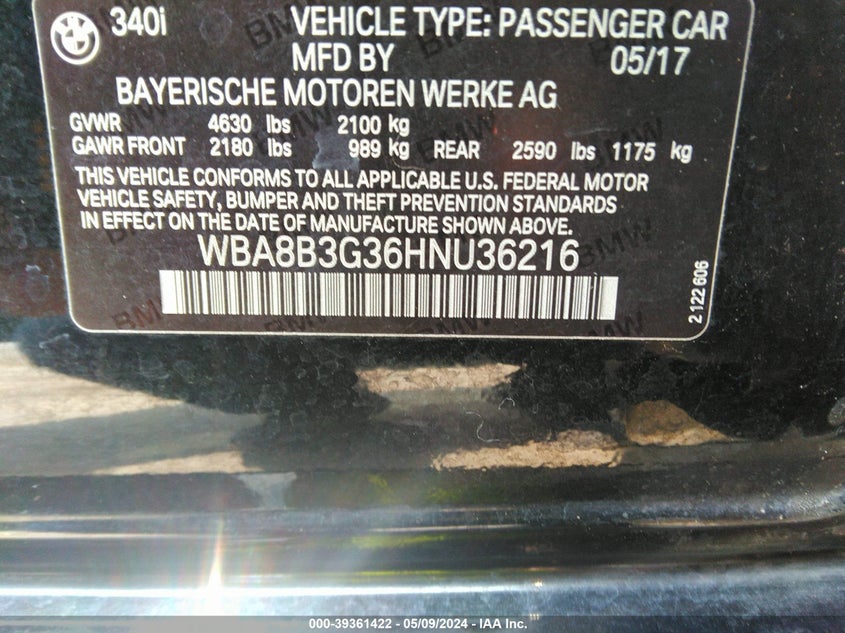 340i VEHICLE TYPE: PASSENGER CAR
MFD BY 05/17
BAYERISCHE MOTOREN WERKE AG
GVWR 4630 lbs 2100 kg
GAWR FRONT 2180 lbs 989 kg REAR 2590 lbs 1175 kg
THIS VEHICLE CONFORMS TO ALL APPLICABLE U.S. FEDERAL MOTOR
VEHICLE SAFETY, BUMPER AND THEFT PREVENTION STANDARDS
IN EFFECT ON THE DATE OF MANUFACTURE SHOWN ABOVE.
WBA8B3G36HNU36216
2 122 606
000-39361422 - 05/09/2024 - IAA Inc.